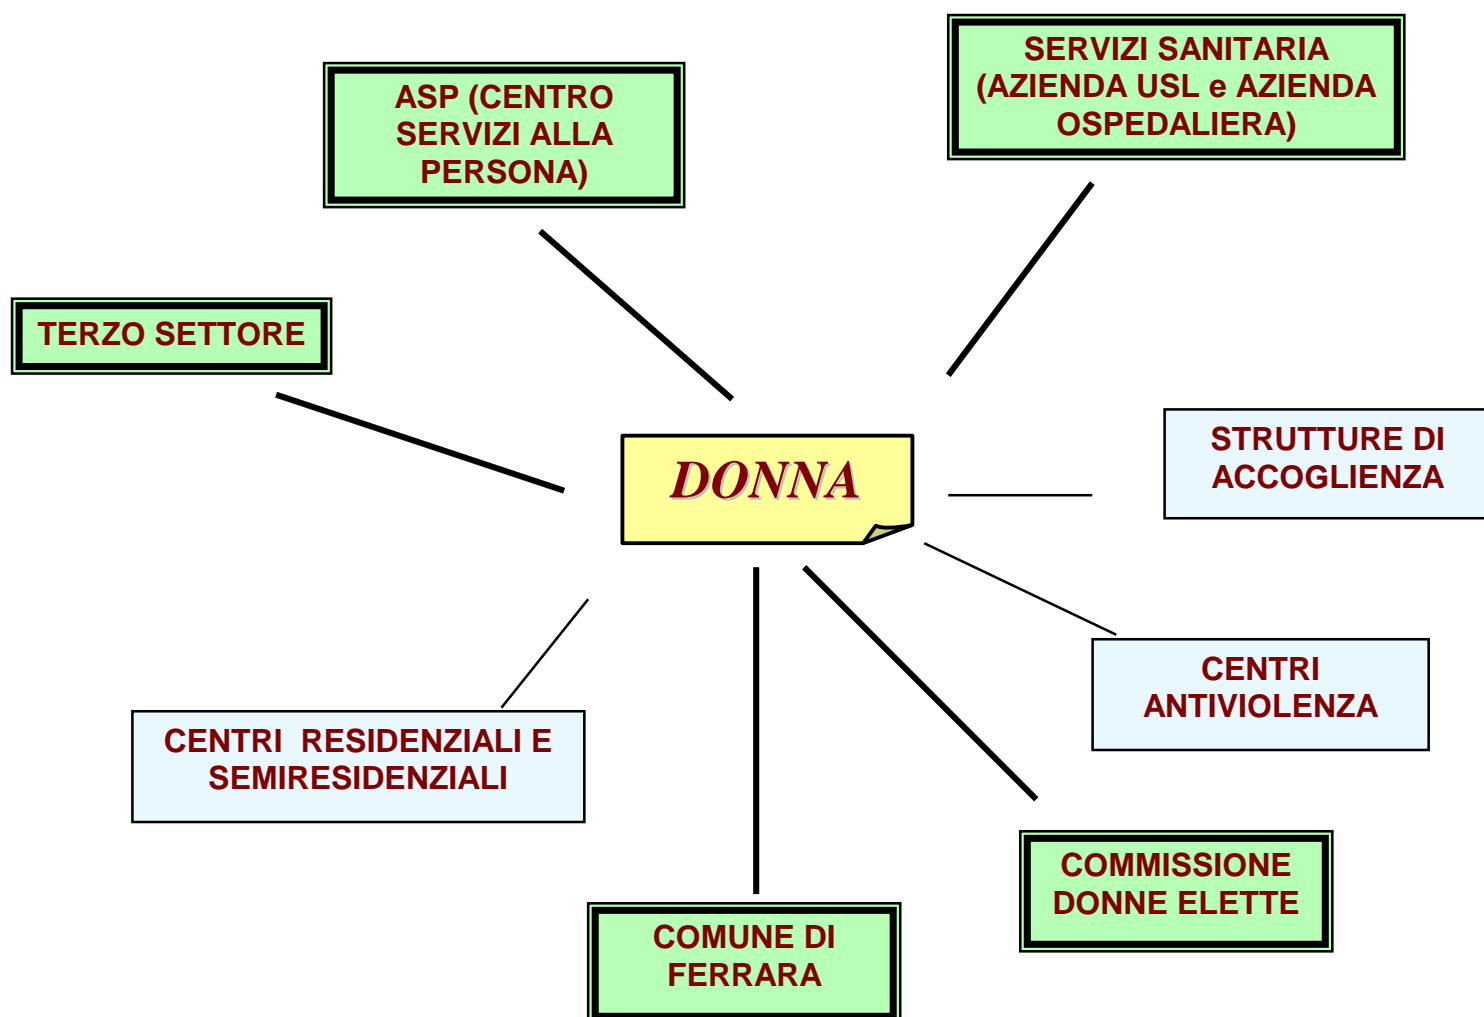 SERVIZI SANITARIA
(AZIENDA USL e AZIENDA
OSPEDALIERA)
ASP (CENTRO
SERVIZI ALLA
PERSONA)
TERZO SETTORE
DONNA
STRUTTURE DI
ACCOGLIENZA
CENTRI
ANTIVIOLENZA
CENTRI RESIDENZIALI E
SEMIRESIDENZIALI
COMMISSIONE
DONNE ELETTE
COMUNE DI
FERRARA